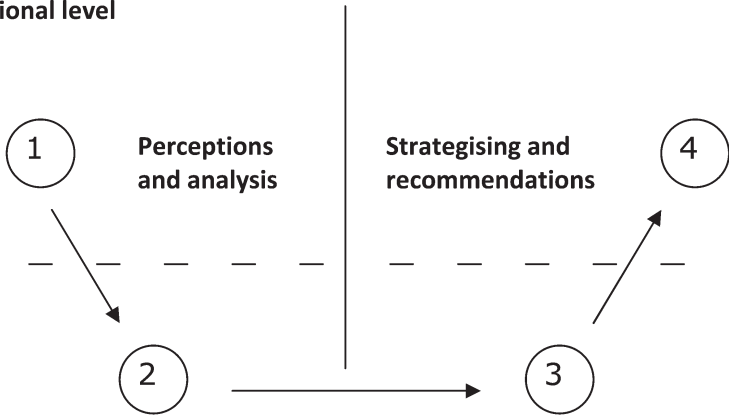 ional level
1
Perceptions
and analysis
Strategising and
recommendations
4
2
3